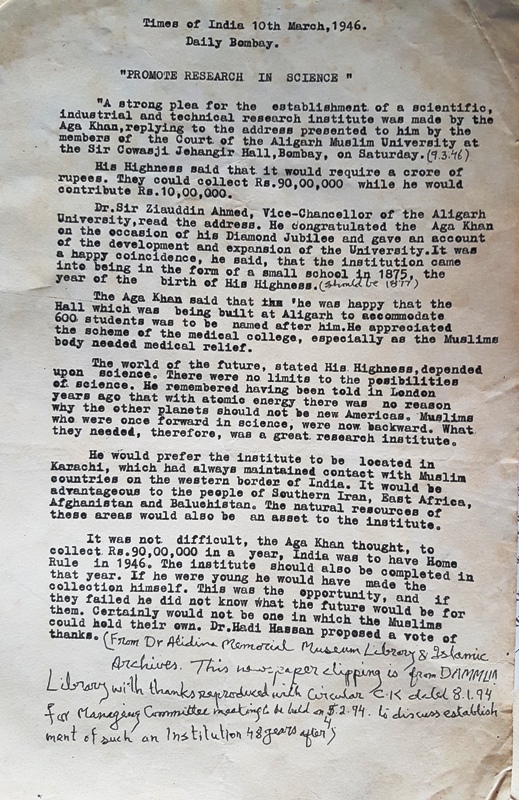 Times of India 10th March,1946.
Daily Bombay.
"PROMOTE RESEARCH IN SCIENCE "
"A strong plea for the establishment of a scientific,
industrial and technical research institute was made by the
Aga Khan,replying to the address presented to him by the
members of the Court of the Aligarh Muslim University at
the Sir Cowasji Jehangir Hall,Bombay, on Saturday.(9.3.46)
His Highness said that it would require a crore of
rupees. They could collect Rs.90,00,000 while he would
contribute Rs.10,00,000.
Dr.Sir Ziauddin Ahmed, Vice-Chancellor of the Aligarh
University,read the address. He congratulated the Aga Khan
on the occasion of his Diamond Jubilee and gave an account
of the development and expansion of the University.It was
a happy coincidence, he said, that the institution came
into being in the form of a small school in 1875, the
year of the birth of His Highness.(should be 1877)
The Aga Khan said that 'he was happy that the
Hall which was being built at Aligarh to accommodate
600 students was to be named after him.He appreciated
the scheme of the medical college, especially as the Muslims
body needed medical relief.
The world of the future, stated His Highness,depended
upon science. There were no limits to the posibilities
of science. He remembered having been told in London
years ago that with atomic energy there was no reason
why the other planets should not be new Americas. Muslims
who were once forward in science, were now backward. What
they needed, therefore, was a great research institute.
He would prefer the institute to be located in
Karachi, which had always maintained contact with Muslim
countries on the western border of India. It would be
advantageous to the people of Southern Iran, East Africa,
Afghanistan and Baluchistan. The natural resources of
these areas would also be an asset to the institute.
It was not difficult, the Aga Khan thought, to
collect Rs.90,00,000 in a year, India was to have Home
Rule in 1946. The institute should also be completed in
that year. If he were young he would have made the
collection himself. This was the opportunity, and if
they failed he did not know what the future would be for
them. Certainly would not be one in which the Muslims
could hold their own. Dr.Hadi Hassan proposed a vote of
thanks. (From Dr Alidina Memorial Museum Library & Islamic
Archives. This newspaper clipping is from
Library with thanks reproduced with circular dated 8.1.94
for Managing Committee meeting to be held on 5.2.94. to discuss establish
ment of such an Institution 48 years after